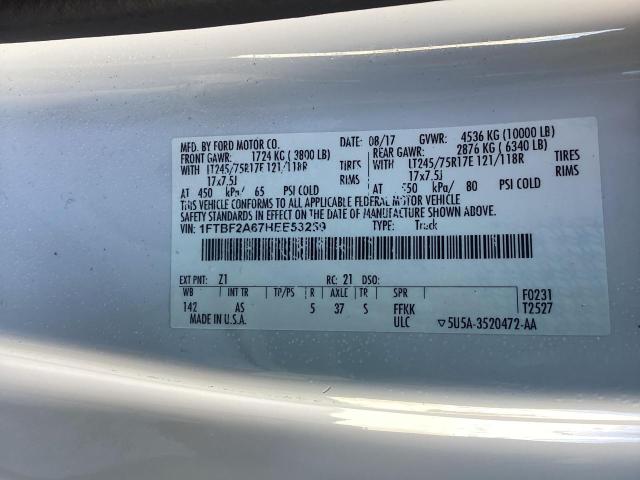 MFD. BY FORD MOTOR CO. DATE: 08/17 GVWR: 4536 KG (10000 LB)
FRONT GAWR: 1724 KG ( 3800 LB) REAR GAWR: 2876 KG ( 6340 LB)
WITH LT245/75R17E 121/118R TIRES WITH LT245/75R17E 121/118R TIRES
17x7.5J RIMS 17x7.5J RIMS
AT 450 kPa/ 65 PSI COLD AT 550 kPa/ 80 PSI COLD
THIS VEHICLE CONFORMS TO ALL APPLICABLE FEDERAL MOTOR VEHICLE
SAFETY STANDARDS IN EFFECT ON THE DATE OF MANUFACTURE SHOWN ABOVE.
VIN: 1FTBF2A67HEE53259 TYPE: Truck
EXT PNT: Z1 RC: 21 DSO: F0231
WB INT TR TP/PS R AXLE TR SPR T2527
142 AS 5 37 S FFKK
MADE IN U.S.A. ULC ▽5U5A-3520472-AA